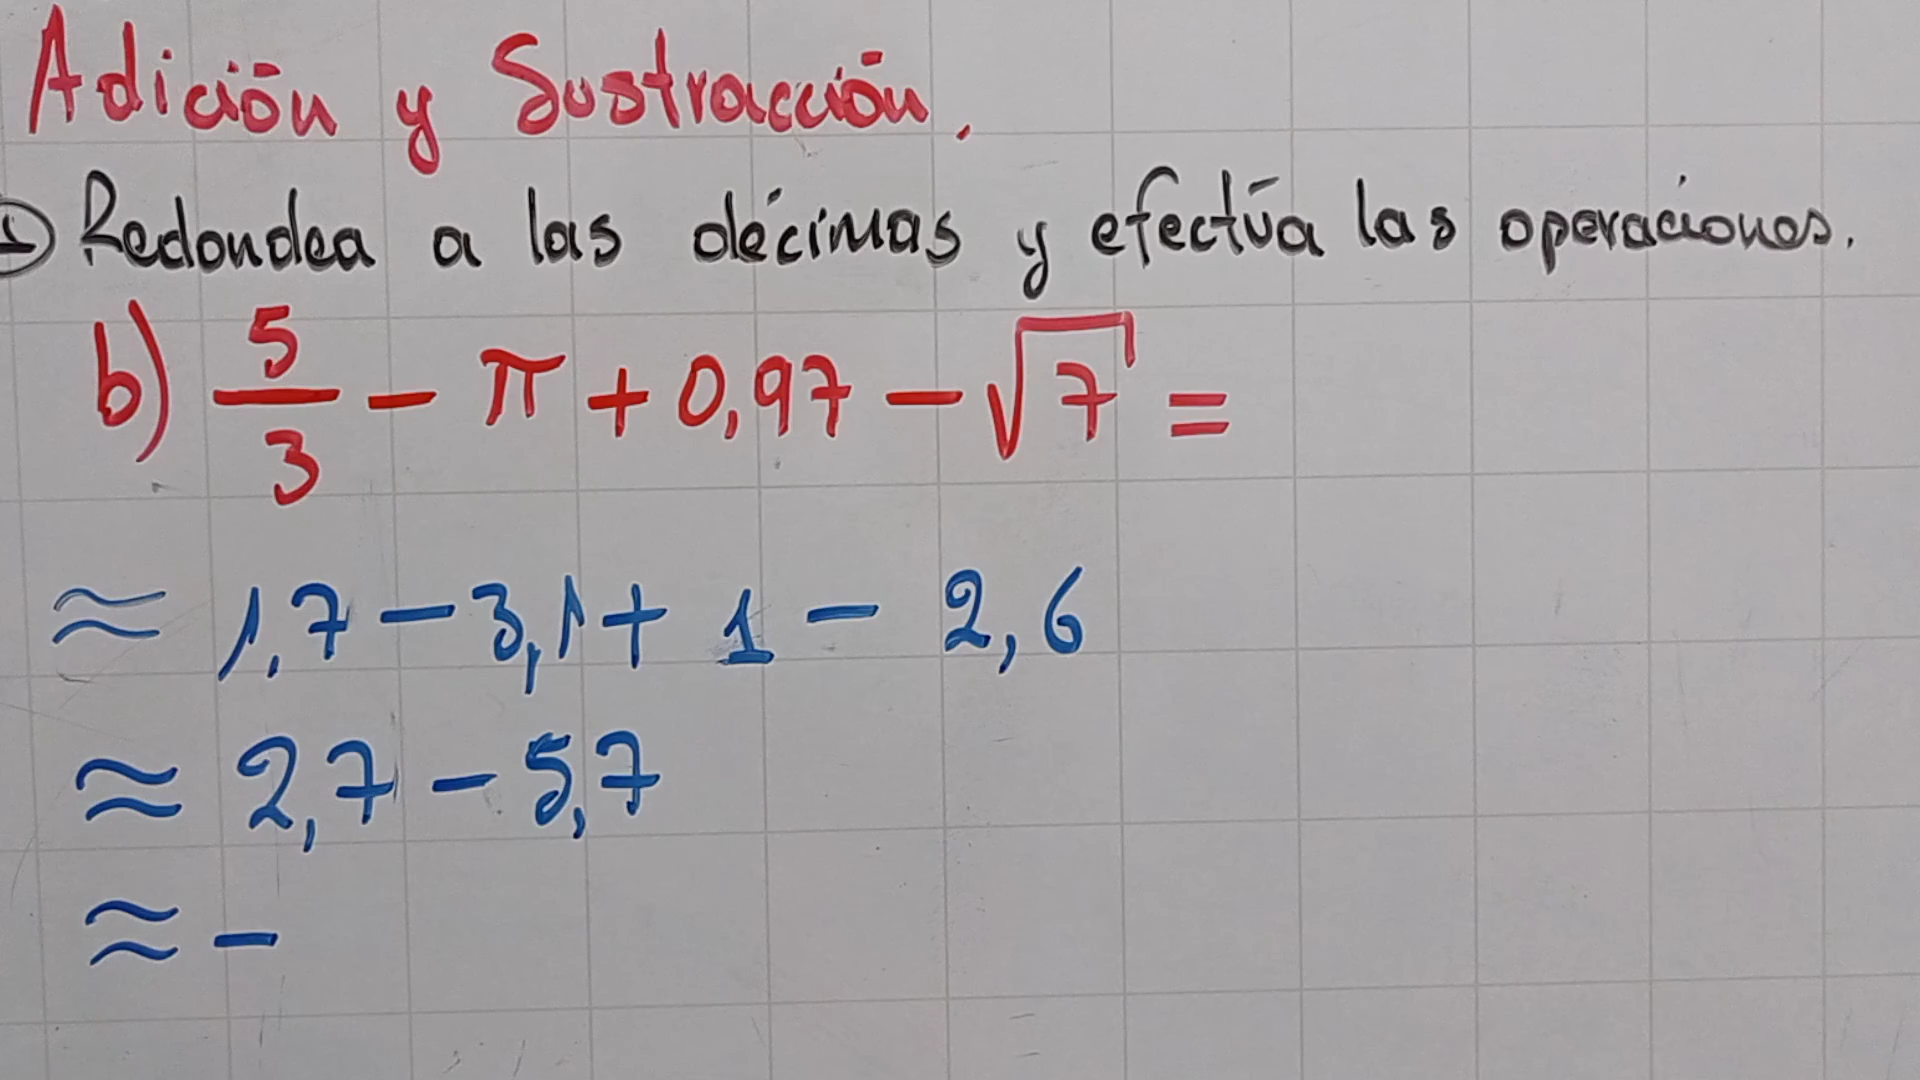 Adición y Sustracción.
1) Redondea a las décimas y efectúa las operaciones.
b) 5/3 - π + 0,97 - √7 =
≈ 1,7 - 3,1 + 1 - 2,6
≈ 2,7 - 5,7
≈ -